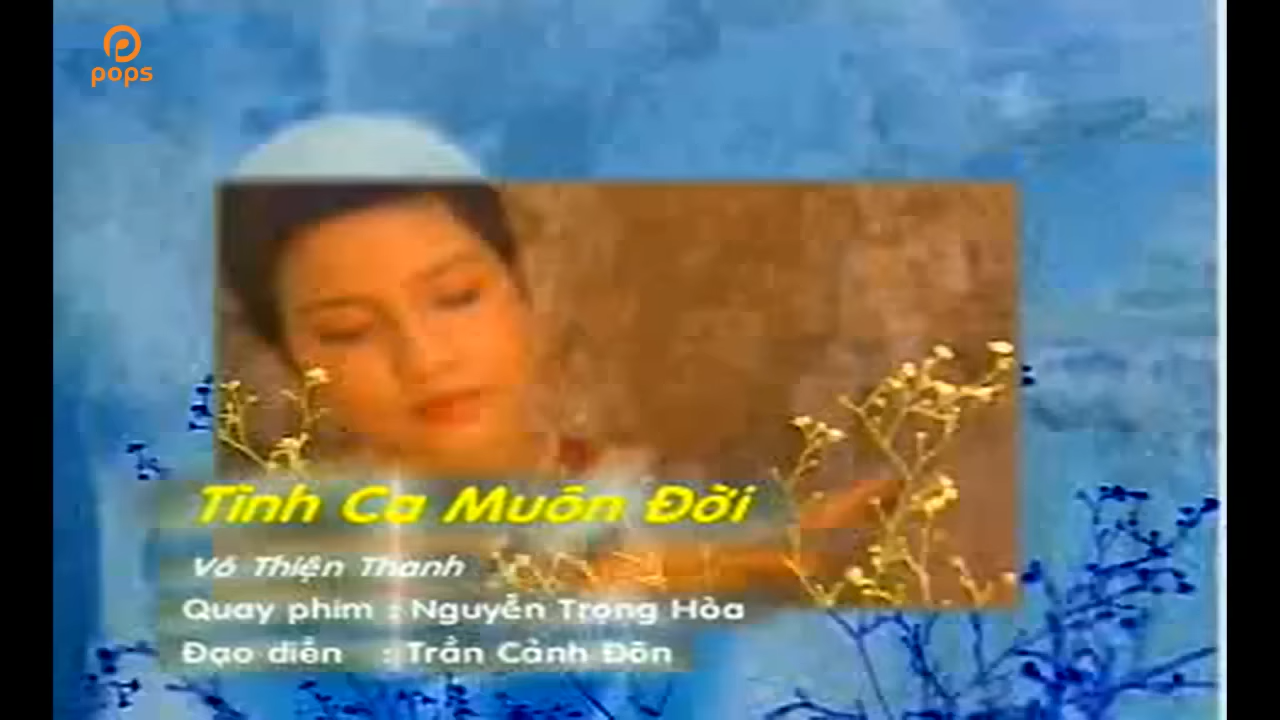 pops
Tình Ca Muôn Đời
Võ Thiện Thanh
Quay phim : Nguyễn Trọng Hòa
Đạo diễn : Trần Cảnh Đôn